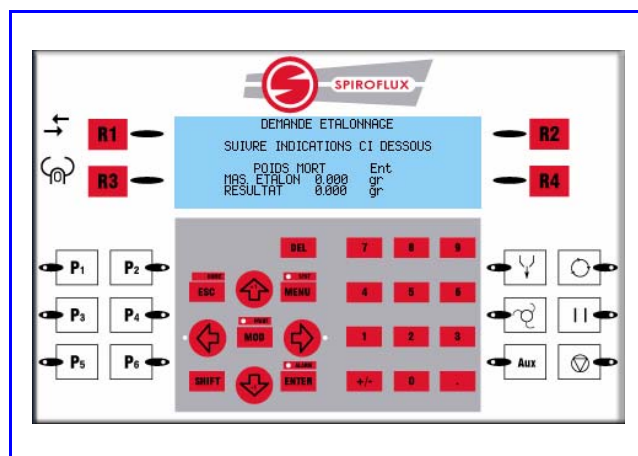 SPIROFLUX
DEMANDE ETALONNAGE
SUIVRE INDICATIONS CI DESSOUS
POIDS MORT Ent
MAS. ETALON 0.000 gr
RESULTAT 0.000 gr
R1
R2
R3
R4
DEL 7 8 9
ESC MENU 4 5 6
MOD 1 2 3
SHIFT ENTER +/- 0 .
P1 P2
P3 P4
P5 P6
Aux